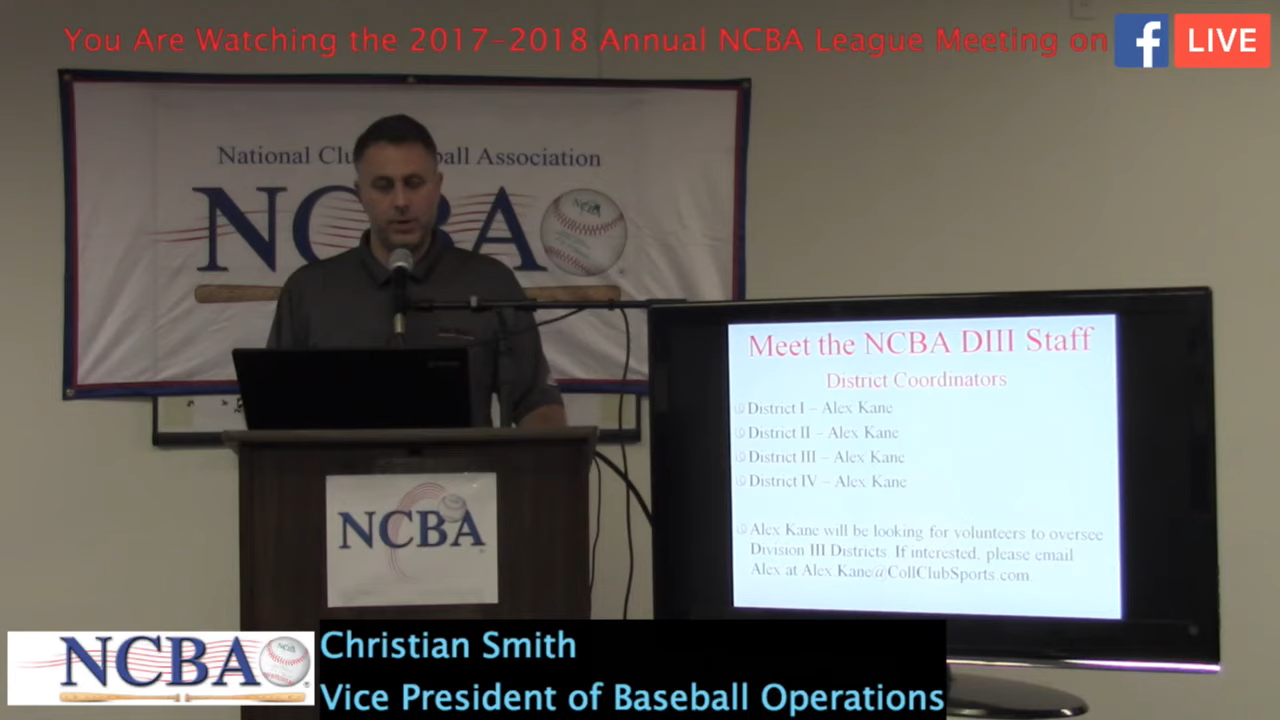 You Are Watching the 2017-2018 Annual NCBA League Meeting on f LIVE
National Clu ball Association
NCBA
NCBA
Meet the NCBA DIII Staff
District Coordinators
District I – Alex Kane
District II – Alex Kane
District III – Alex Kane
District IV – Alex Kane
Alex Kane will be looking for volunteers to oversee
Division III Districts. If interested, please email
Alex at Alex.Kane@CollClubSports.com.
NCBA
NCBA
Christian Smith
Vice President of Baseball Operations